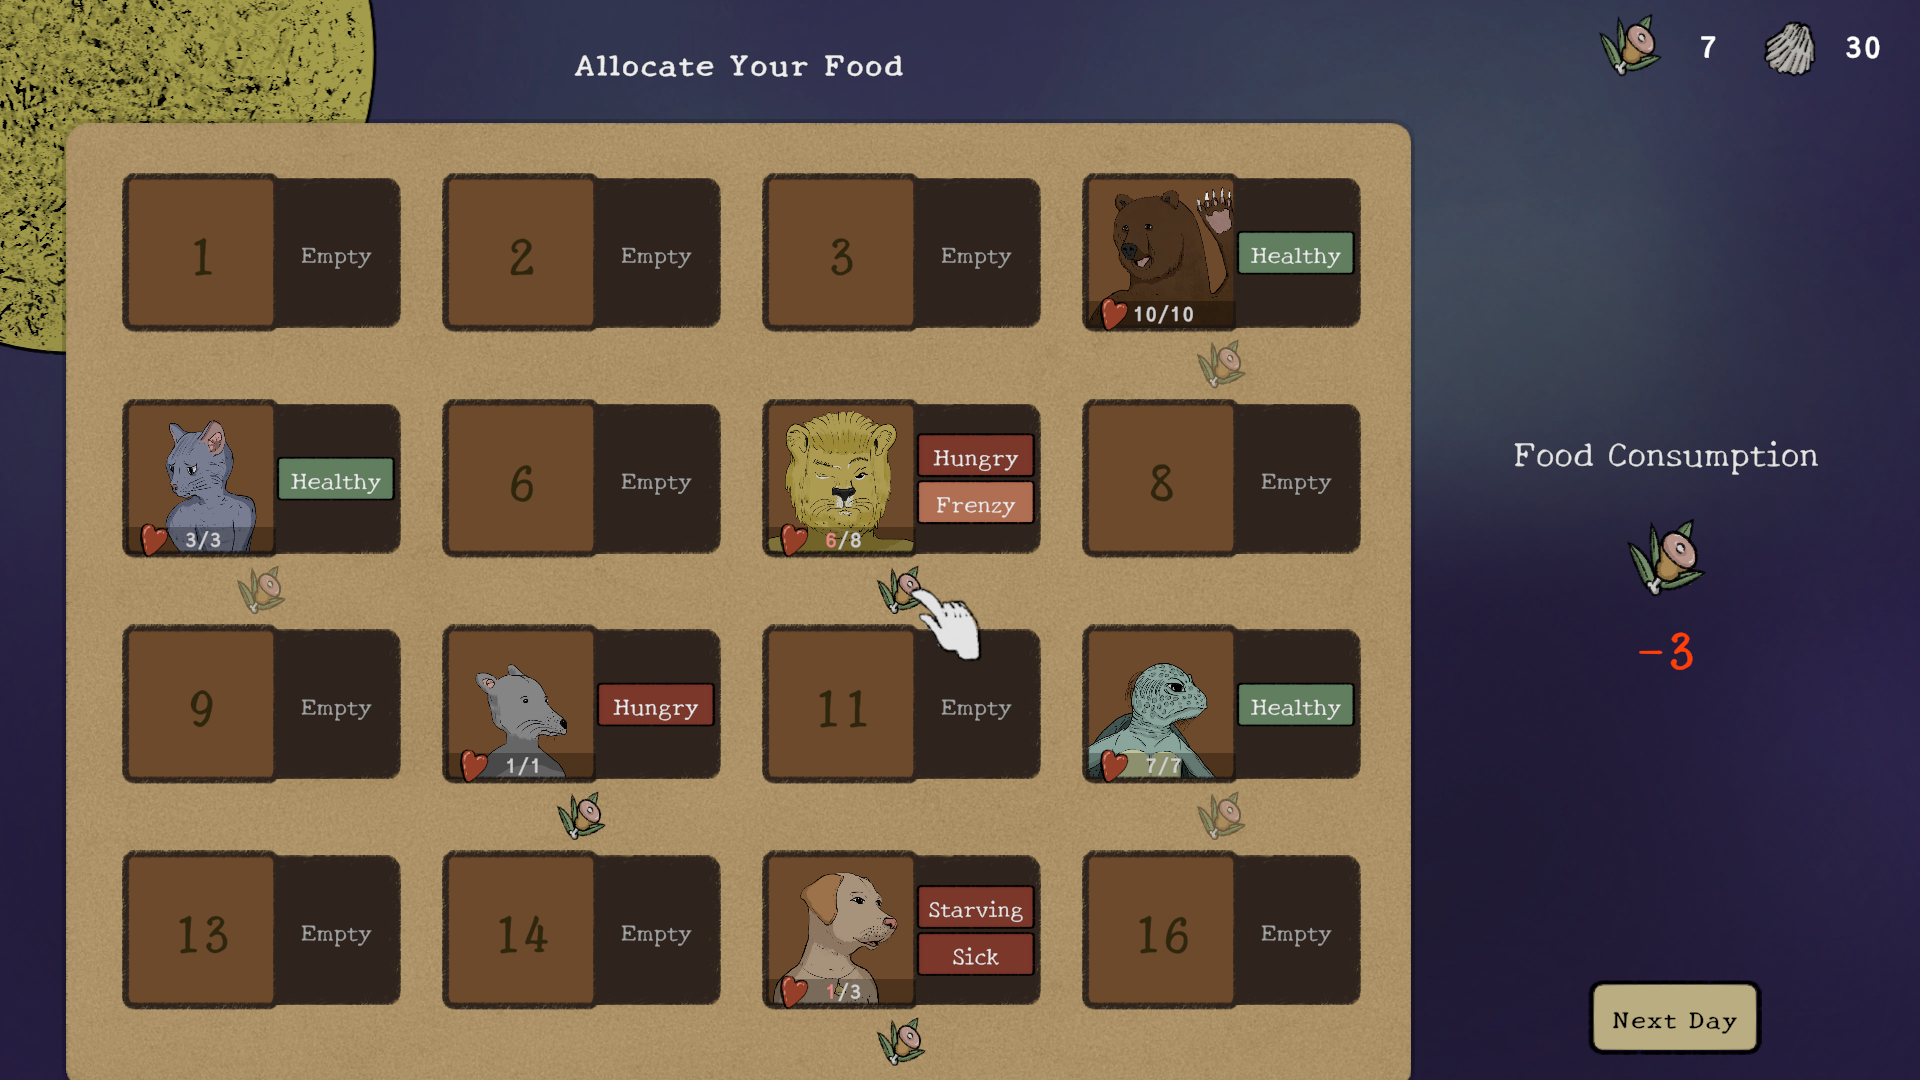 Allocate Your Food
7
30
1
Empty
2
Empty
3
Empty
10/10
Healthy
3/3
Healthy
6
Empty
6/8
Hungry
Frenzy
8
Empty
Food Consumption
-3
9
Empty
1/1
Hungry
11
Empty
7/7
Healthy
13
Empty
14
Empty
1/3
Starving
Sick
16
Empty
Next Day